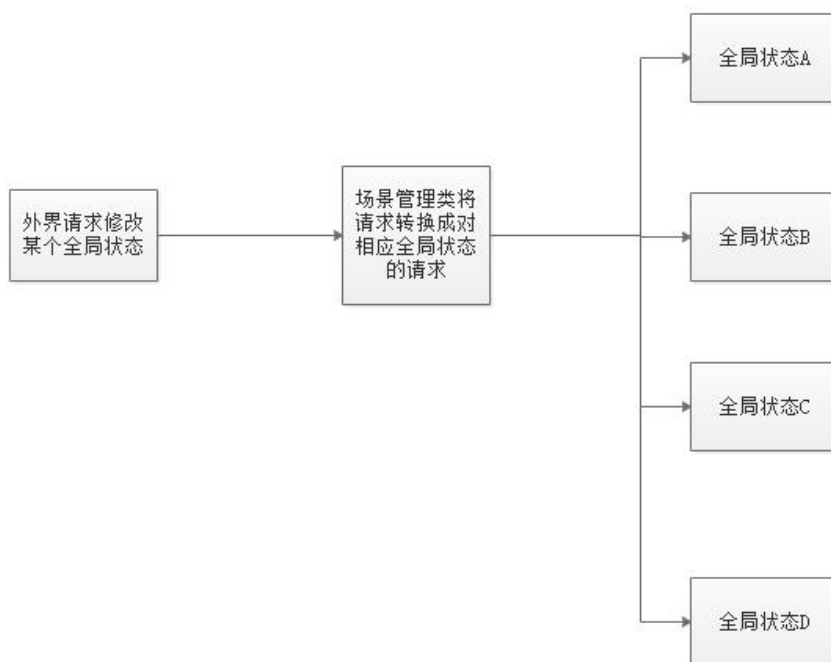 外界请求修改
某个全局状态
场景管理类将
请求转换成对
相应全局状态
的请求
全局状态A
全局状态B
全局状态C
全局状态D